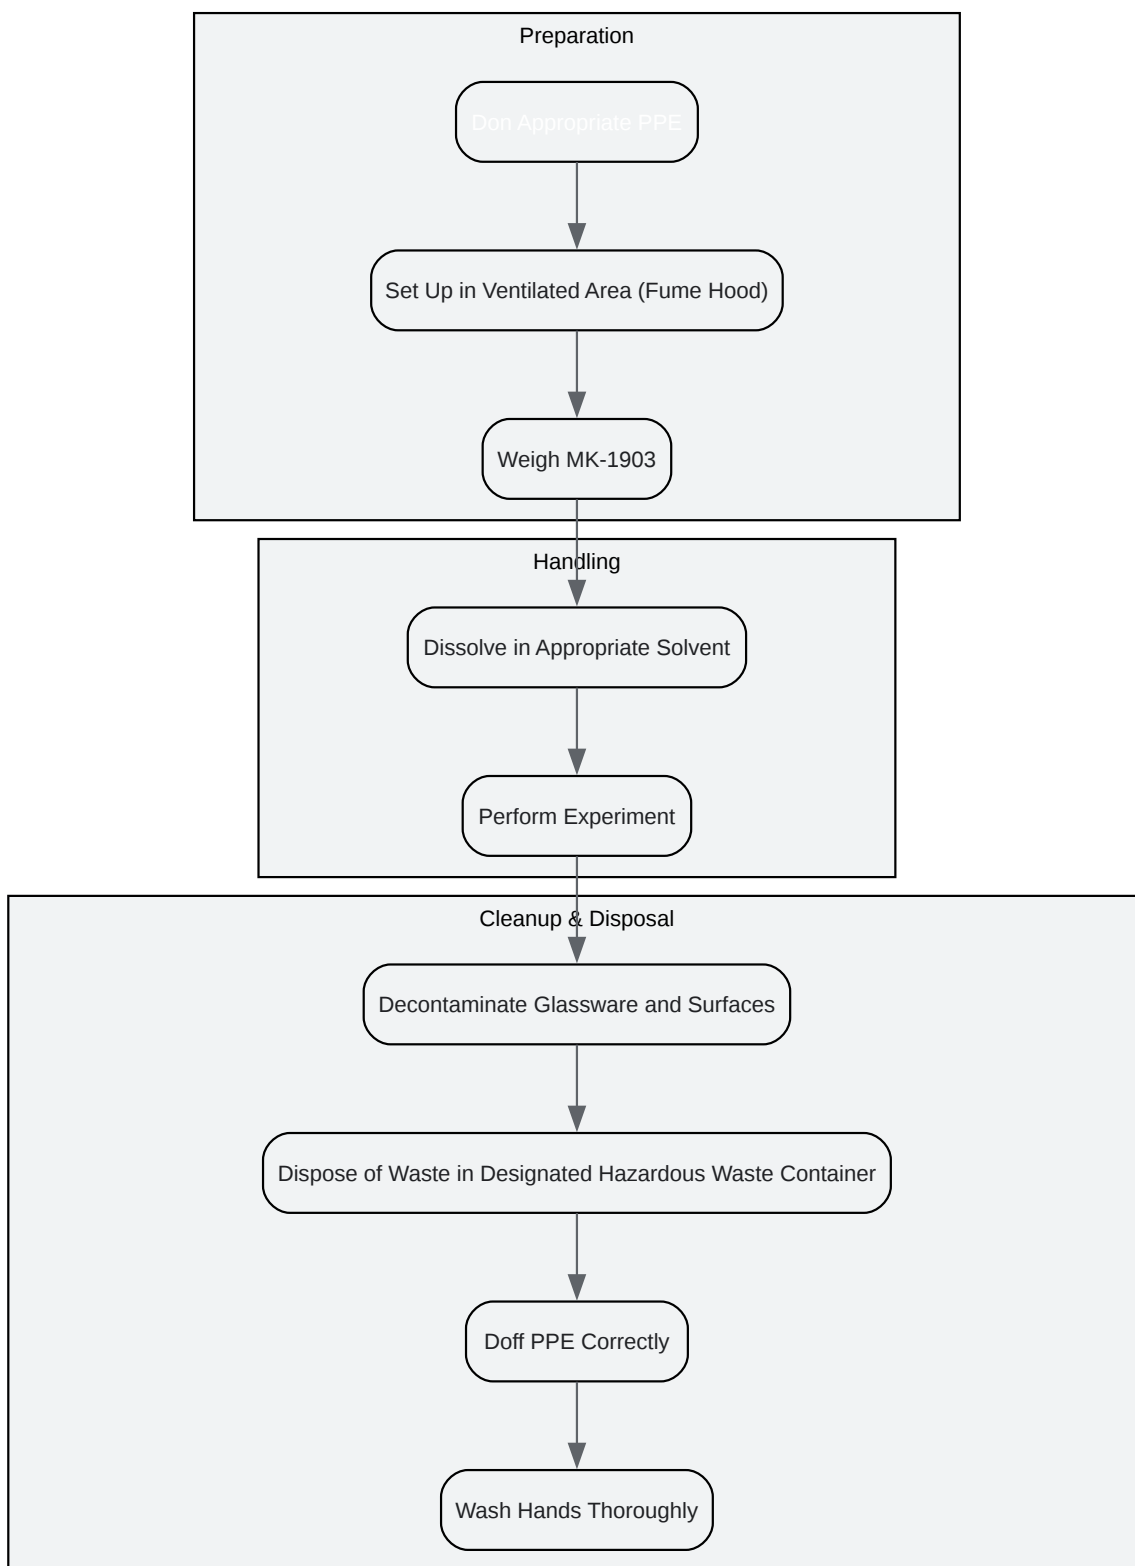 Preparation
Don Appropriate PPE
Set Up in Ventilated Area (Fume Hood)
Weigh MK-1903
Handling
Dissolve in Appropriate Solvent
Perform Experiment
Cleanup & Disposal
Decontaminate Glassware and Surfaces
Dispose of Waste in Designated Hazardous Waste Container
Doff PPE Correctly
Wash Hands Thoroughly